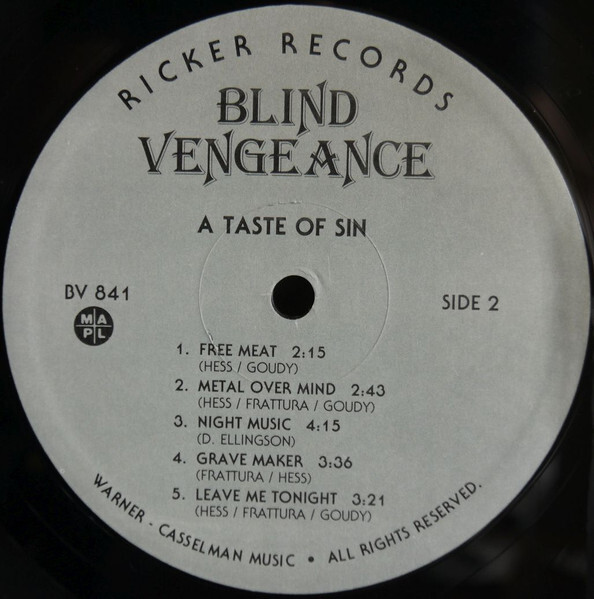 RICKER RECORDS
BLIND
VENGEANCE
A TASTE OF SIN
BV 841
MA
PL
SIDE 2
1. FREE MEAT 2:15
(HESS / GOUDY)
2. METAL OVER MIND 2:43
(HESS / FRATTURA / GOUDY)
3. NIGHT MUSIC 4:15
(D. ELLINGSON)
4. GRAVE MAKER 3:36
(FRATTURA / HESS)
5. LEAVE ME TONIGHT 3:21
(HESS / FRATTURA / GOUDY)
WARNER - CASSELMAN MUSIC • ALL RIGHTS RESERVED.